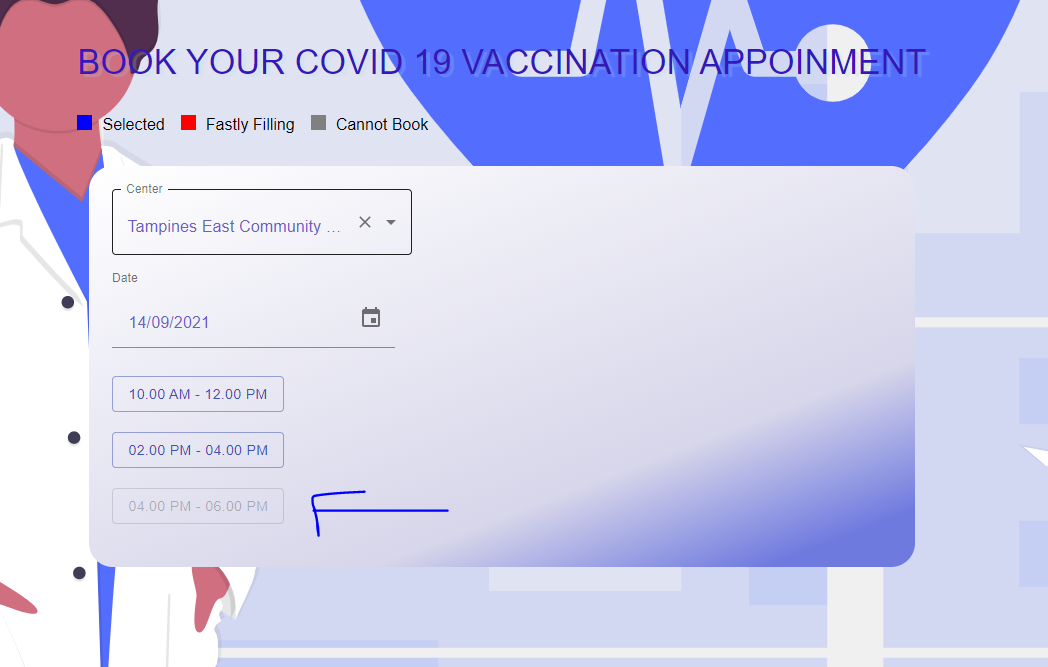 BOOK YOUR COVID 19 VACCINATION APPOINMENT
Selected Fastly Filling Cannot Book
Center
Tampines East Community ...
Date
14/09/2021
10.00 AM - 12.00 PM
02.00 PM - 04.00 PM
04.00 PM - 06.00 PM